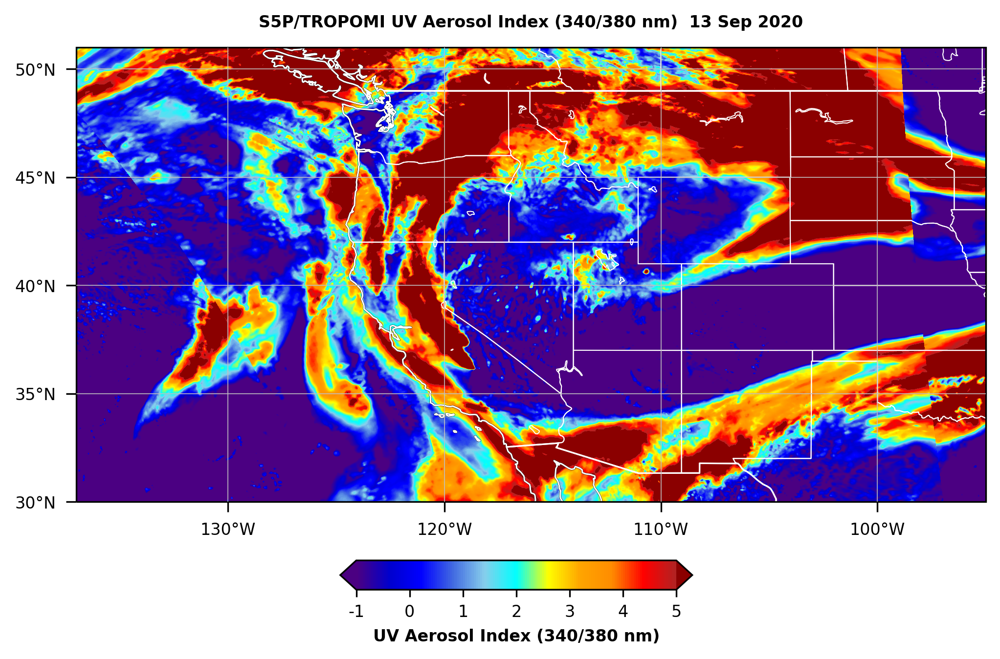 S5P/TROPOMI UV Aerosol Index (340/380 nm)  13 Sep 2020
50°N
45°N
40°N
35°N
30°N
130°W 120°W 110°W 100°W
-1 0 1 2 3 4 5
UV Aerosol Index (340/380 nm)